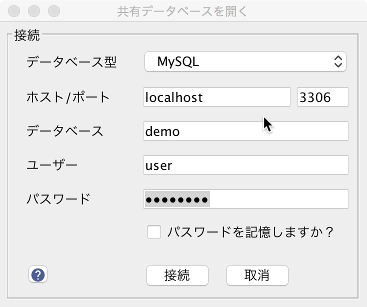 共有データベースを開く
接続
データベース型 MySQL
ホスト/ポート localhost 3306
データベース demo
ユーザー user
パスワード ●●●●●●●●
パスワードを記憶しますか？
? 接続 取消